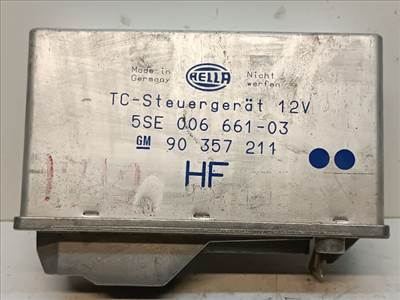 Made in Germany
HELLA
Nicht werfen
TC-Steuergerät 12V
5SE 006 661-03
GM 90 357 211
HF